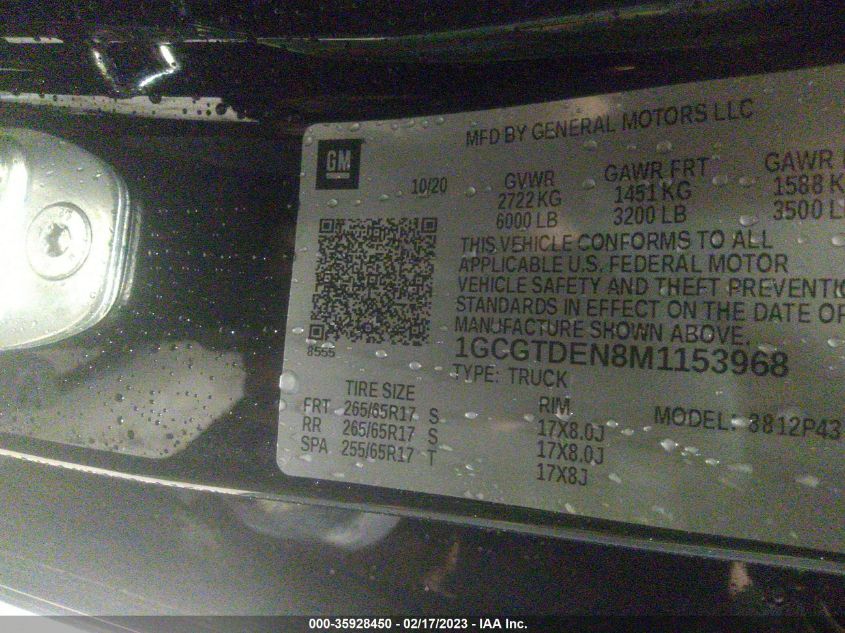 MFD BY GENERAL MOTORS LLC
GM
10/20 GVWR GAWR FRT GAWR
2722 KG 1451 KG 1588 K
6000 LB 3200 LB 3500 L
THIS VEHICLE CONFORMS TO ALL
APPLICABLE U.S. FEDERAL MOTOR
VEHICLE SAFETY AND THEFT PREVENTI
STANDARDS IN EFFECT ON THE DATE OF
MANUFACTURE SHOWN ABOVE.
8555
1GCGTDEN8M1153968
TYPE: TRUCK
TIRE SIZE RIM MODEL: 3812P43
FRT 265/65R17 S 17X8.0J
RR 265/65R17 S 17X8.0J
SPA 255/65R17 T 17X8J
000-35928450 - 02/17/2023 - IAA Inc.